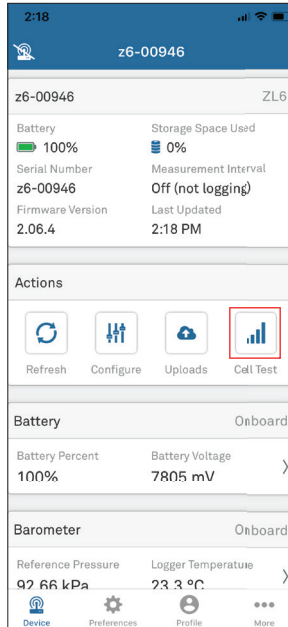 2:18
z6-00946
z6-00946 ZL6
Battery Storage Space Used
100% 0%
Serial Number Measurement Interval
z6-00946 Off (not logging)
Firmware Version Last Updated
2.06.4 2:18 PM
Actions
Refresh Configure Uploads Cell Test
Battery Onboard
Battery Percent Battery Voltage
100% 7805 mV
Barometer Onboard
Reference Pressure Logger Temperature
92.66 kPa 23.3 °C
Device Preferences Profile More